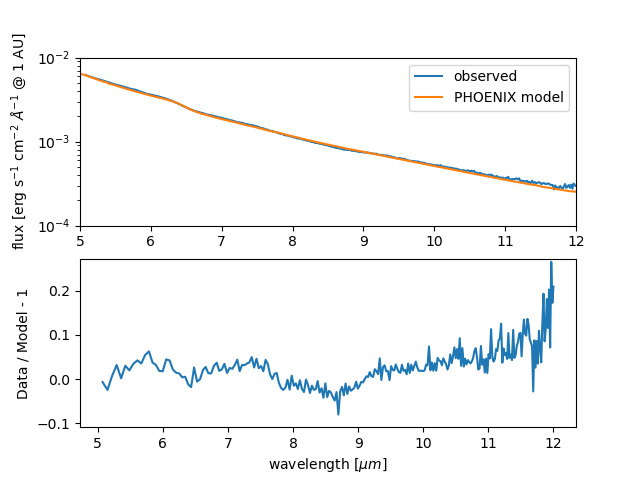 flux [erg s⁻¹ cm⁻² Å⁻¹ @ 1 AU]
10⁻²
10⁻³
10⁻⁴
observed
PHOENIX model
5 6 7 8 9 10 11 12
Data / Model - 1
0.2
0.1
0.0
−0.1
5 6 7 8 9 10 11 12
wavelength [μm]